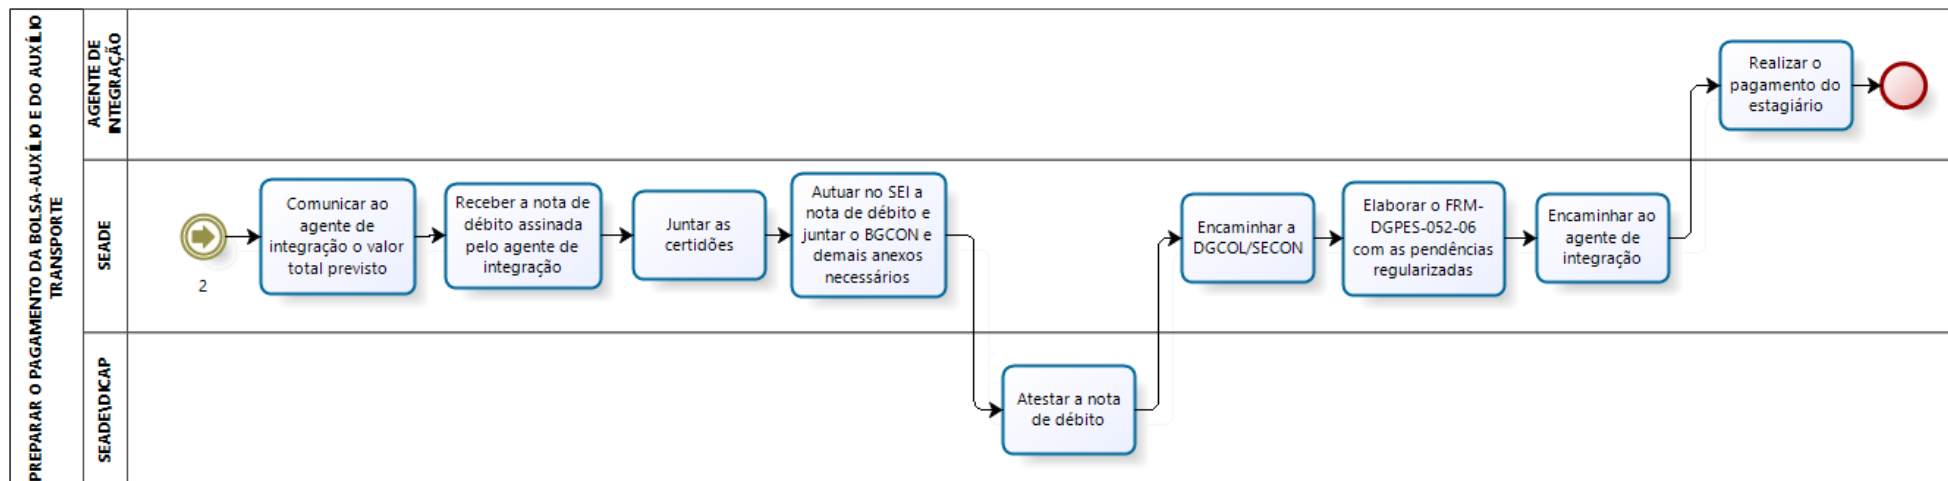 PREPARAR O PAGAMENTO DA BOLSA-AUXÍLIO E DO AUXÍLIO
TRANSPORTE
AGENTE DE
INTEGRAÇÃO
Realizar o
pagamento do
estagiário
SEADE
2
Comunicar ao
agente de
integração o valor
total previsto
Receber a nota de
débito assinada
pelo agente de
integração
Juntar as
certidões
Autuar no SEI a
nota de débito e
juntar o BGCON e
demais anexos
necessários
Encaminhar a
DGCOL/SECON
Elaborar o FRM-
DGPES-052-06
com as pendências
regularizadas
Encaminhar ao
agente de
integração
SEADE\DICAP
Atestar a nota
de débito